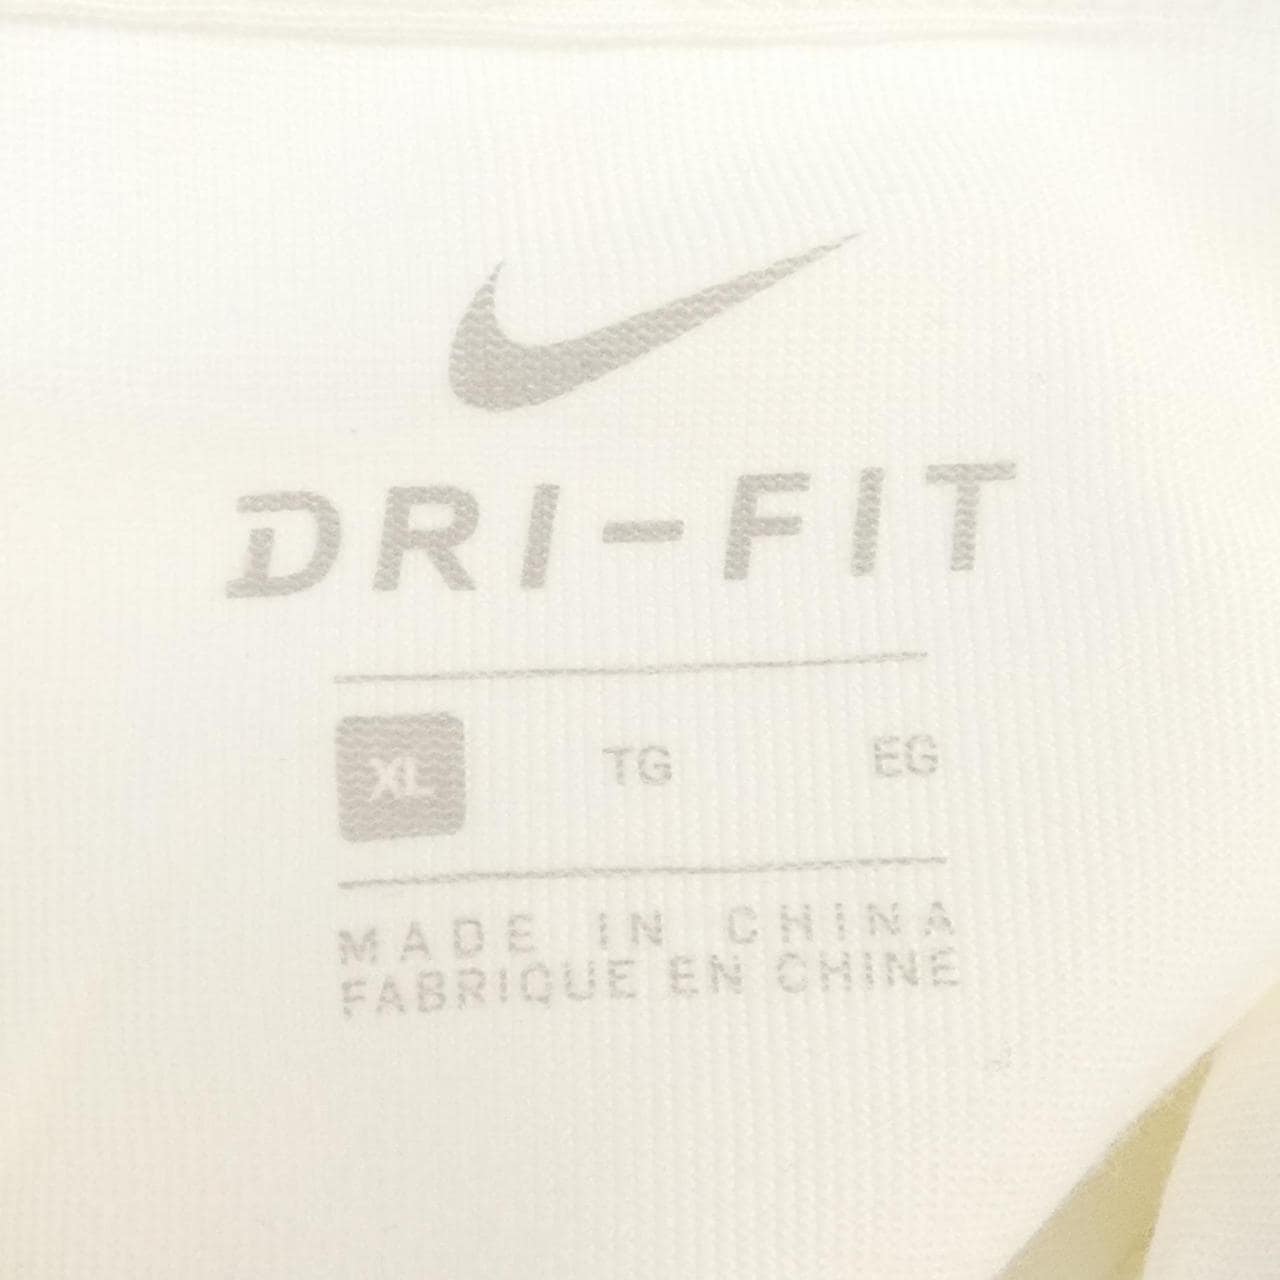 DRI-FIT
XL TG EG
MADE IN CHINA
FABRIQUE EN CHINE